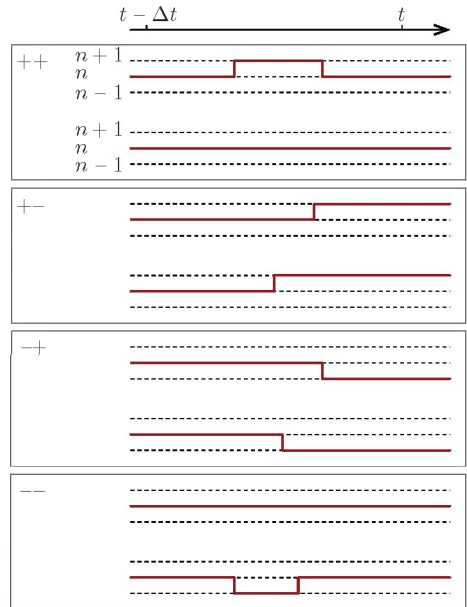 t − Δt t
++ n + 1
n
n − 1
n + 1
n
n − 1
+−
−+
−−